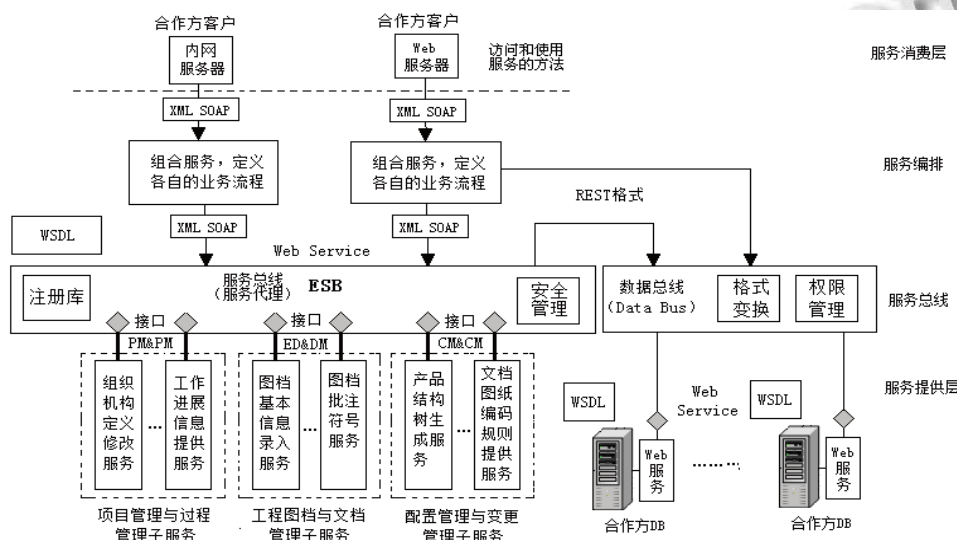 合作方客户
合作方客户
内网
服务器
Web
服务器
访问和使用
服务的方法
服务消费层
XML SOAP
XML SOAP
组合服务，定义
各自的业务流程
组合服务，定义
各自的业务流程
服务编排
REST格式
XML SOAP
XML SOAP
WSDL
Web Service
注册库
服务总线
（服务代理）
ESB
安全
管理
数据总线
(Data Bus)
格式
变换
权限
管理
服务总线
接口
接口
接口
PM&PM
ED&DM
CM&CM
组织
机构
定义
修改
服务
...
工作
进展
信息
提供
服务
图档
基本
信息
录入
服务
...
图档
批注
符号
服务
产品
结构
树生
成服
务
...
文档
图纸
编码
规则
提供
服务
服务提供层
WSDL
Web
Service
WSDL
Web
服
务
........
Web
服
务
合作方DB
合作方DB
项目管理与过程
管理子服务
工程图档与文档
管理子服务
配置管理与变更
管理子服务